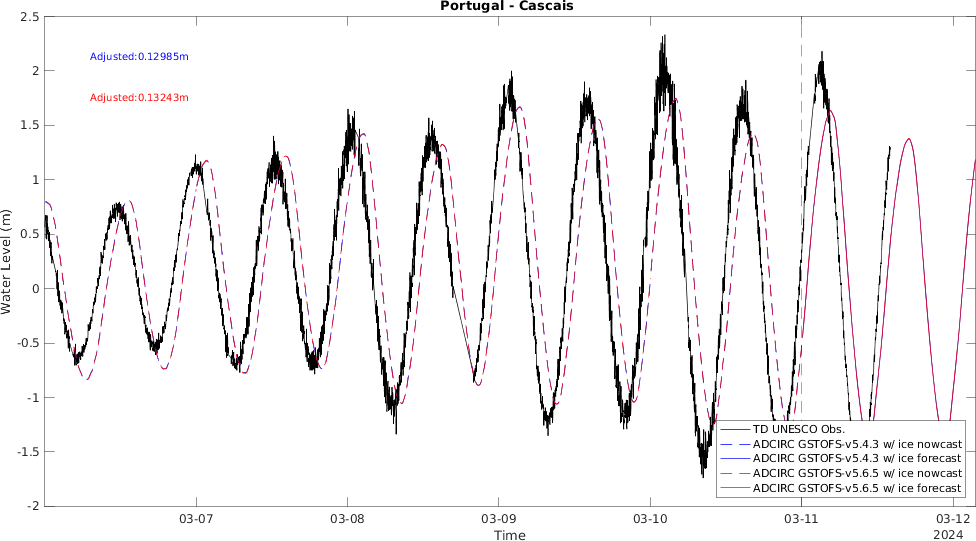 Portugal - Cascais
Adjusted:0.12985m
Adjusted:0.13243m
Water Level (m)
2.5
2
1.5
1
0.5
0
-0.5
-1
-1.5
-2
TD UNESCO Obs.
ADCIRC GSTOFS-v5.4.3 w/ ice nowcast
ADCIRC GSTOFS-v5.4.3 w/ ice forecast
ADCIRC GSTOFS-v5.6.5 w/ ice nowcast
ADCIRC GSTOFS-v5.6.5 w/ ice forecast
03-07 03-08 03-09 03-10 03-11 03-12
2024
Time